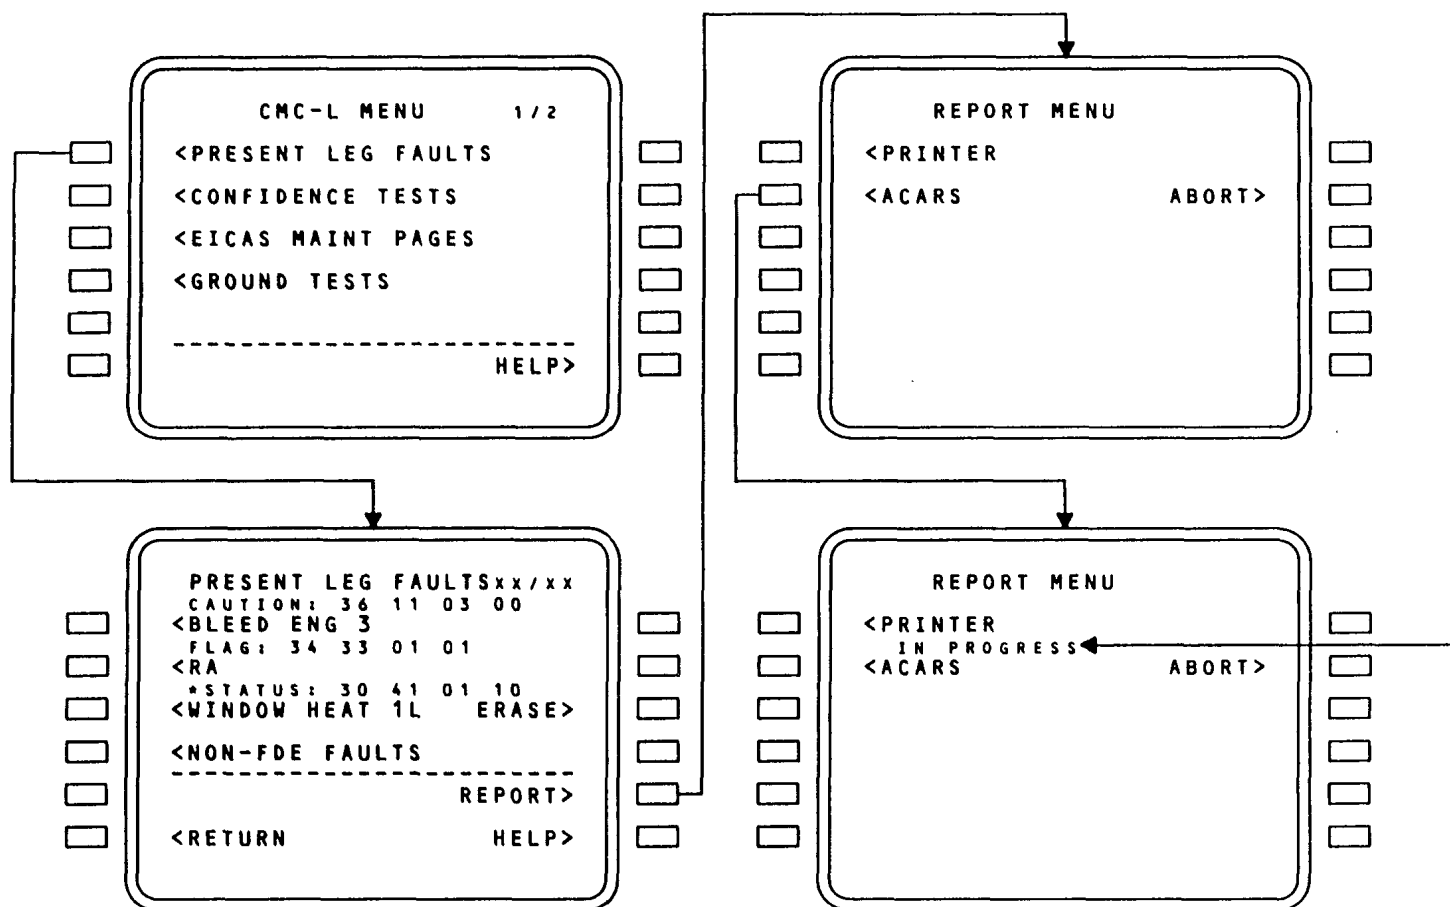 CMC-L MENU 1/2
<PRESENT LEG FAULTS
<CONFIDENCE TESTS
<EICAS MAINT PAGES
<GROUND TESTS
HELP>
PRESENT LEG FAULTS xx/xx
CAUTION: 36 11 03 00
<BLEED ENG 3
FLAG: 34 33 01 01
<RA
*STATUS: 30 41 01 10
<WINDOW HEAT 1L ERASE>
<NON-FDE FAULTS
REPORT>
<RETURN HELP>
REPORT MENU
<PRINTER
<ACARS ABORT>
REPORT MENU
<PRINTER
IN PROGRESS
<ACARS ABORT>